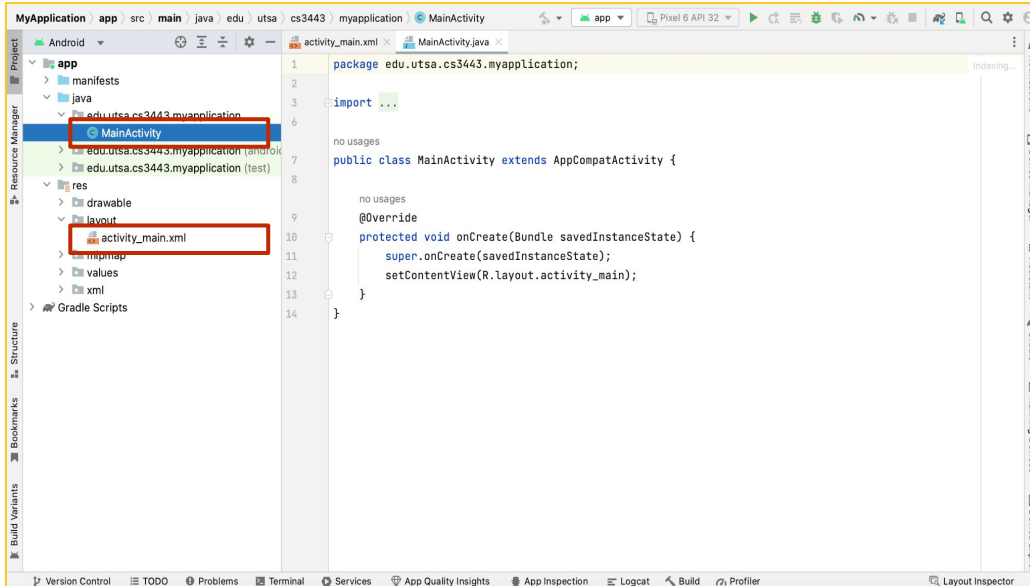 MyApplication app src main java edu utsa cs3443 myapplication MainActivity app Pixel 6 API 32
Project
Resource Manager
Structure
Bookmarks
Build Variants
Android
app
manifests
java
edu.utsa.cs3443.myapplication
MainActivity
edu.utsa.cs3443.myapplication
edu.utsa.cs3443.myapplication (test)
res
drawable
layout
activity_main.xml
mipmap
values
xml
Gradle Scripts
activity_main.xml MainActivity.java
Indexing...
1 package edu.utsa.cs3443.myapplication;
2
3 import ...
6
no usages
7 public class MainActivity extends AppCompatActivity {
8
no usages
9 @Override
10 protected void onCreate(Bundle savedInstanceState) {
11 super.onCreate(savedInstanceState);
12 setContentView(R.layout.activity_main);
13 }
14 }
Version Control TODO Problems Terminal Services App Quality Insights App Inspection Logcat Build Profiler Layout Inspector